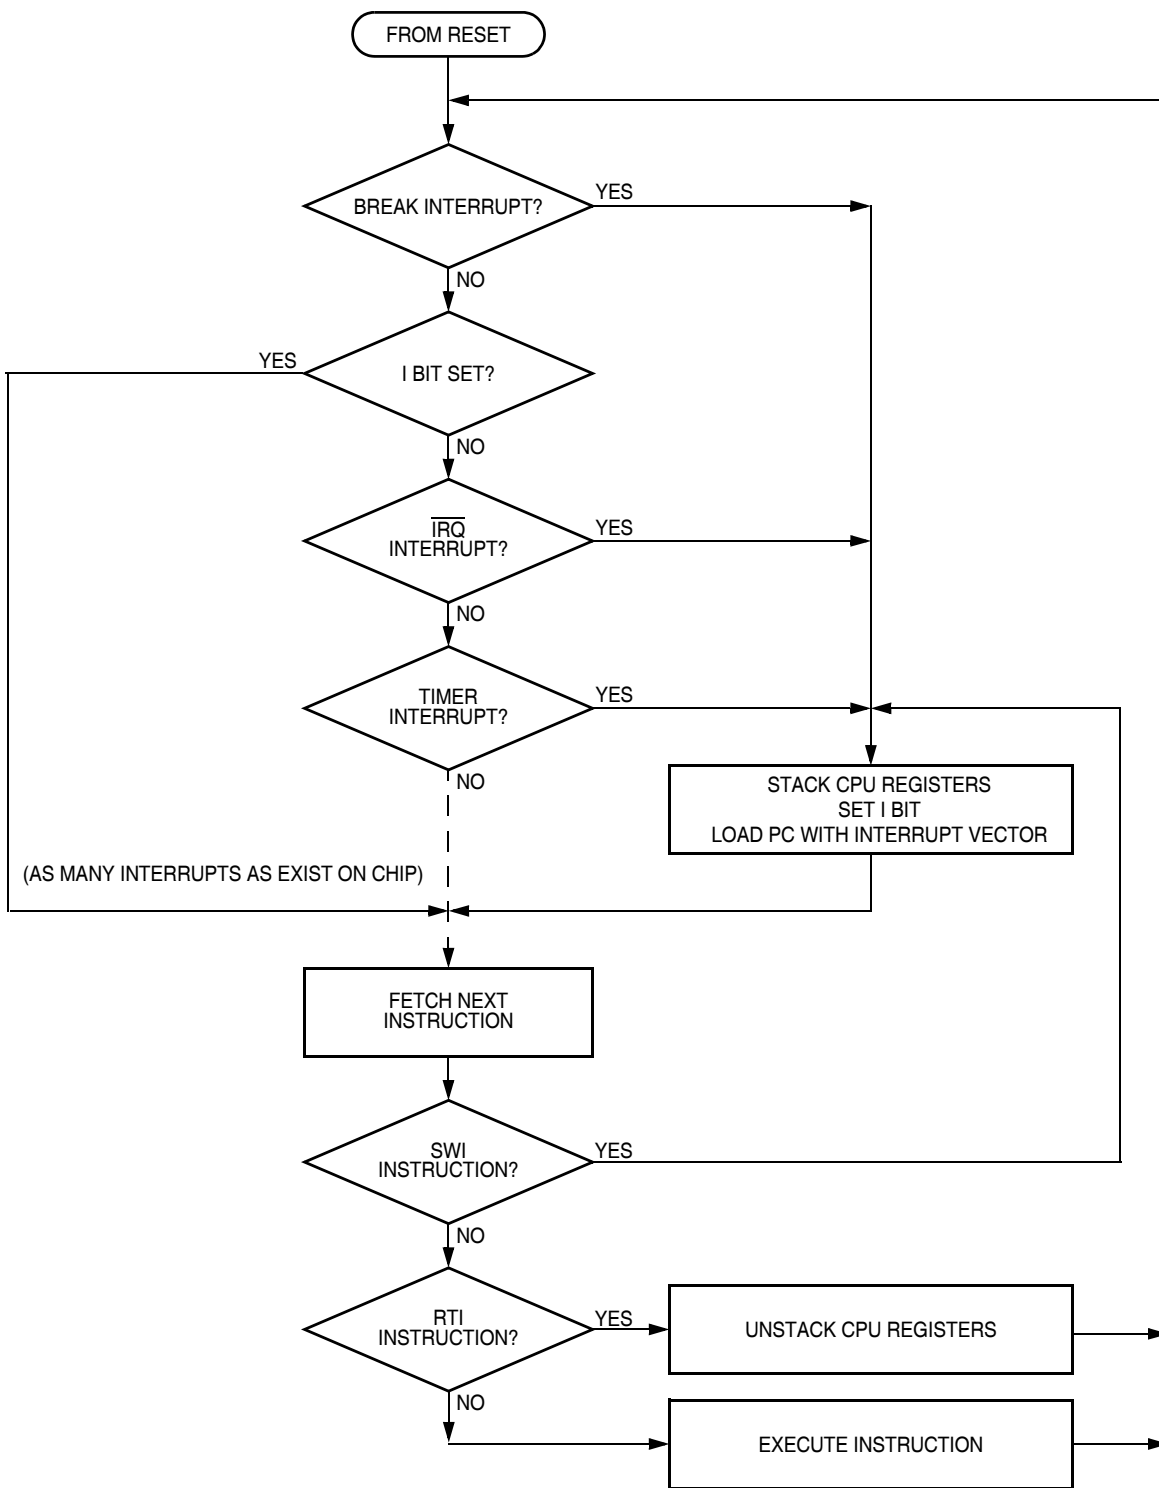 FROM RESET
BREAK INTERRUPT?
YES
NO
I BIT SET?
YES
NO
IRQ
INTERRUPT?
YES
NO
TIMER
INTERRUPT?
YES
NO
STACK CPU REGISTERS
SET I BIT
LOAD PC WITH INTERRUPT VECTOR
(AS MANY INTERRUPTS AS EXIST ON CHIP)
FETCH NEXT
INSTRUCTION
SWI
INSTRUCTION?
YES
NO
RTI
INSTRUCTION?
YES
UNSTACK CPU REGISTERS
NO
EXECUTE INSTRUCTION